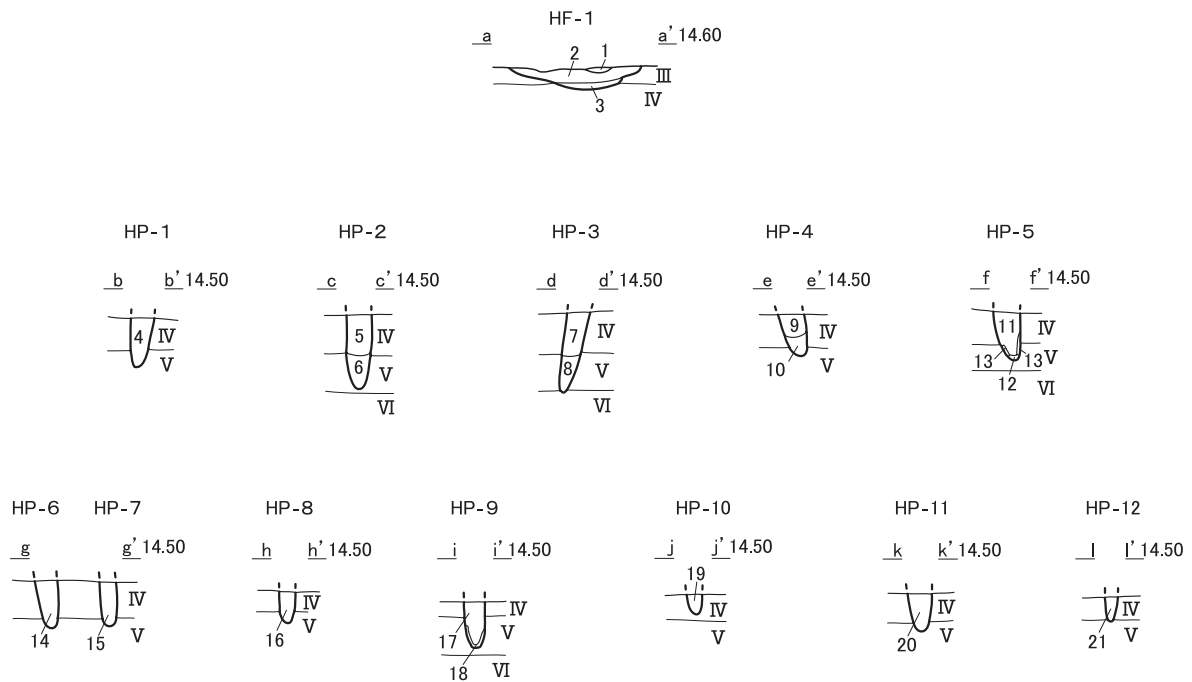 HF-1
a a' 14.60
2 1
III
3 IV
HP-1 HP-2 HP-3 HP-4 HP-5
b b' 14.50 c c' 14.50 d d' 14.50 e e' 14.50 f f' 14.50
4 IV 5 IV 7 IV 9 IV 11 IV
V 6 V 8 V 10 V 13 13 V
VI VI 12 VI
HP-6 HP-7 HP-8 HP-9 HP-10 HP-11 HP-12
g g' 14.50 h h' 14.50 i i' 14.50 j j' 14.50 k k' 14.50 l l' 14.50
19
IV IV IV IV IV IV
14 15 V 16 V 17 V V 20 V 21 V
18 VI